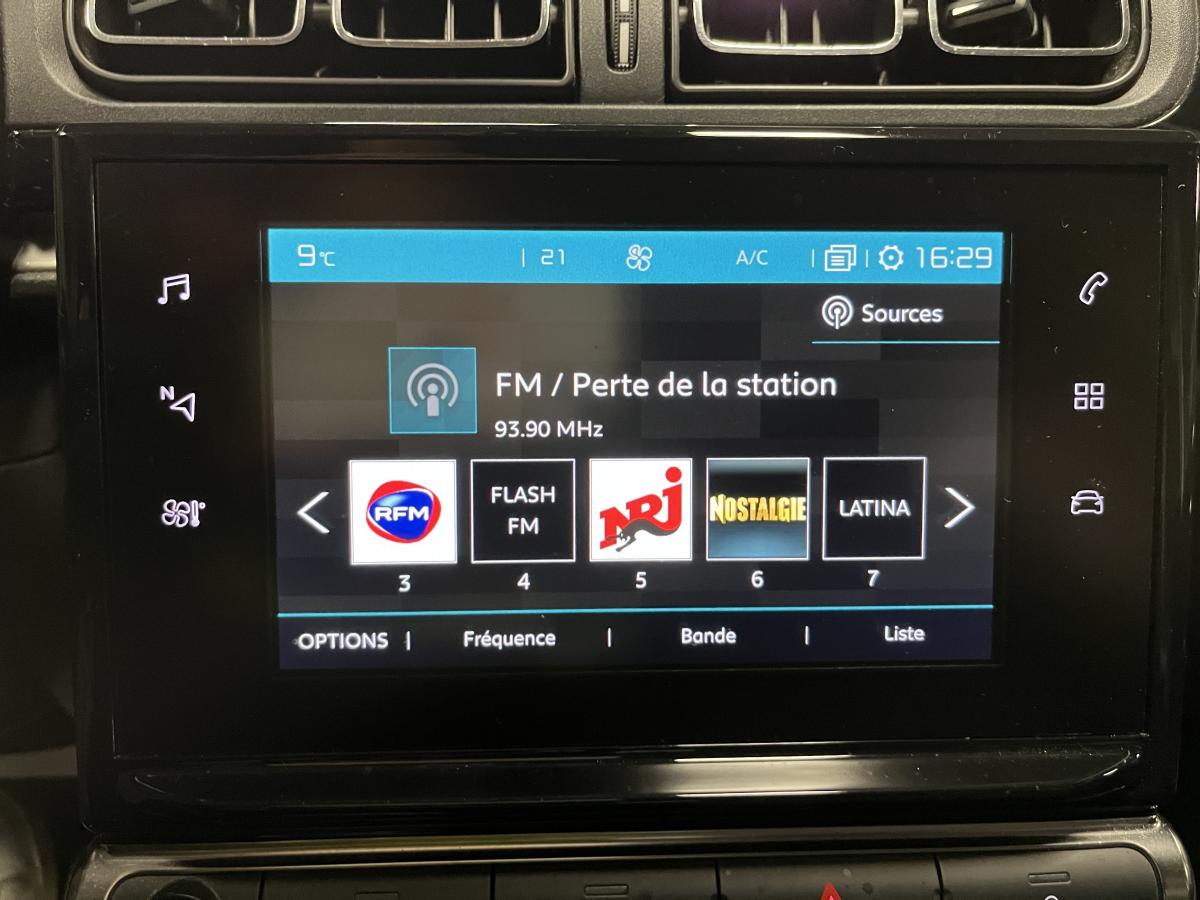 9°C | 21 A/C | | 16:29
Sources
N
FM / Perte de la station
93.90 MHz
RFM
FLASH
FM
NRJ
NOSTALGIE
LATINA
3 4 5 6 7
OPTIONS | Fréquence | Bande | Liste